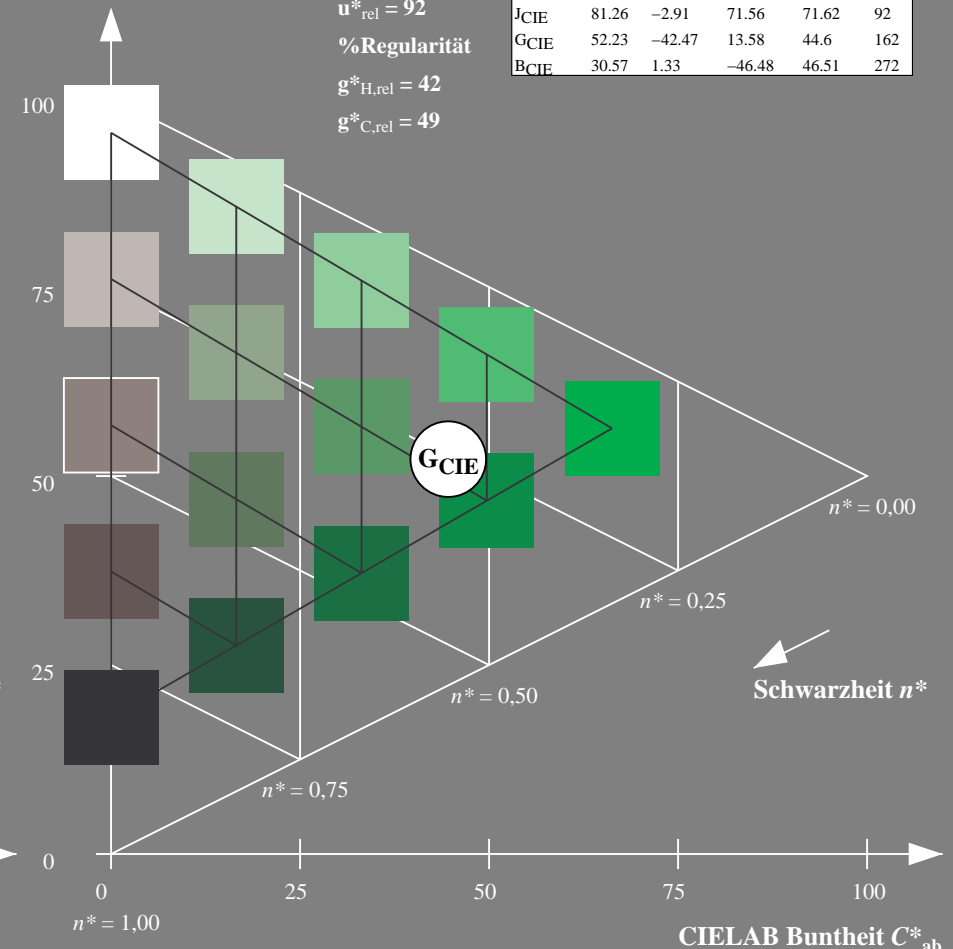 u*rel = 92
%Regularität
g*H,rel = 42
g*C,rel = 49
JCIE 81.26 −2.91 71.56 71.62 92
GCIE 52.23 −42.47 13.58 44.6 162
BCIE 30.57 1.33 −46.48 46.51 272
100
75
50
25
0
GCIE
n* = 0,00
n* = 0,25
Schwarzheit n*
n* = 0,50
n* = 0,75
0 25 50 75 100
n* = 1,00
CIELAB Buntheit C*ab